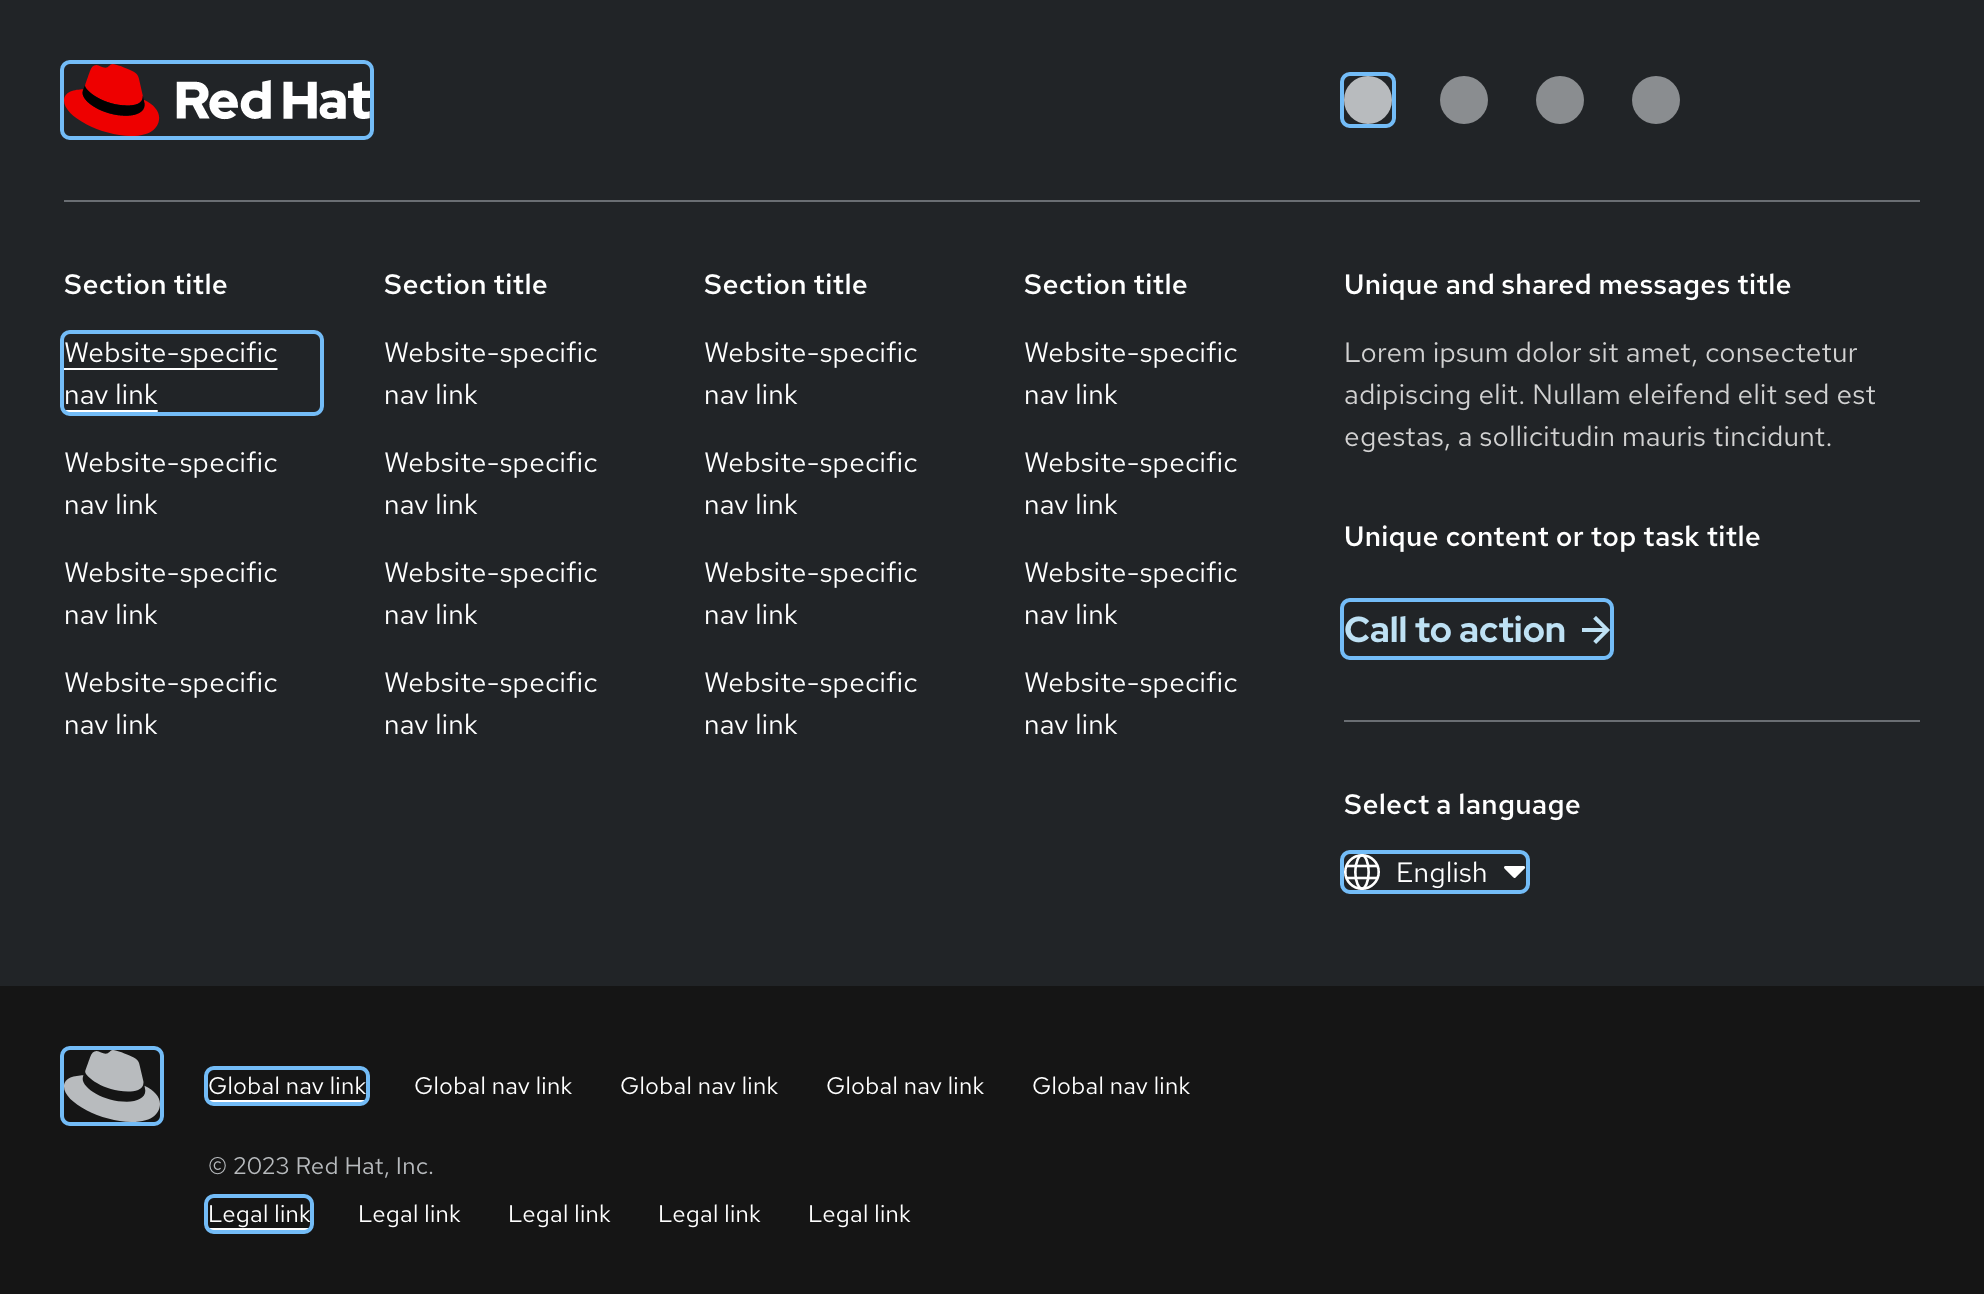 Red Hat
Section title
Website-specific
nav link
Website-specific
nav link
Website-specific
nav link
Website-specific
nav link
Section title
Website-specific
nav link
Website-specific
nav link
Website-specific
nav link
Website-specific
nav link
Section title
Website-specific
nav link
Website-specific
nav link
Website-specific
nav link
Website-specific
nav link
Section title
Website-specific
nav link
Website-specific
nav link
Website-specific
nav link
Website-specific
nav link
Unique and shared messages title
Lorem ipsum dolor sit amet, consectetur
adipiscing elit. Nullam eleifend elit sed est
egestas, a sollicitudin mauris tincidunt.
Unique content or top task title
Call to action
Select a language
English
Global nav link Global nav link Global nav link Global nav link Global nav link
© 2023 Red Hat, Inc.
Legal link Legal link Legal link Legal link Legal link